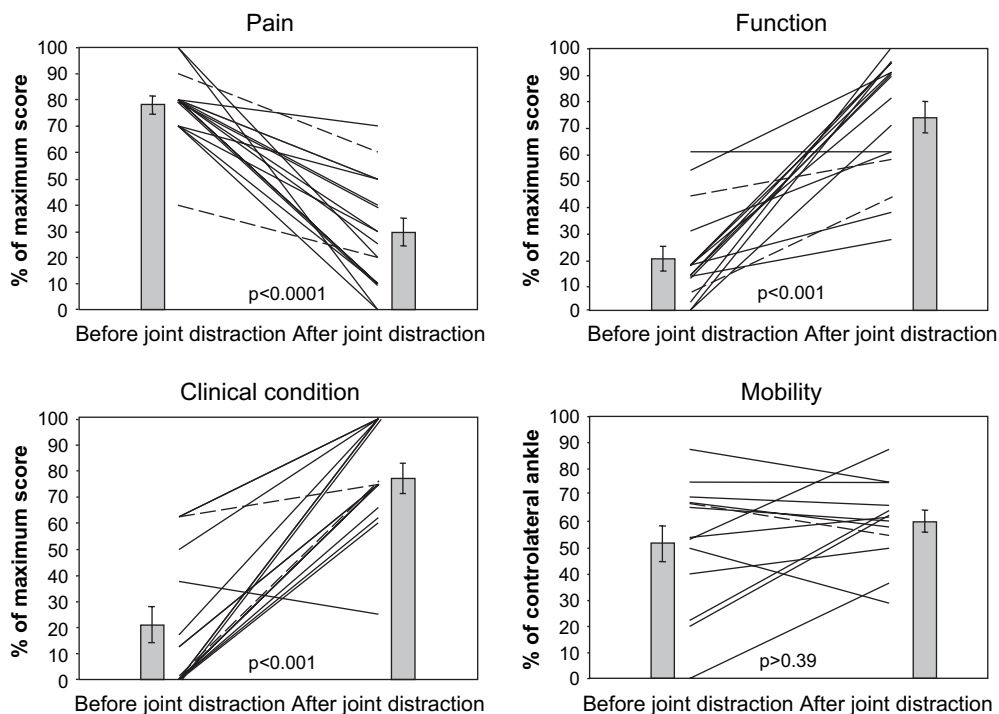 Pain
% of maximum score
100
90
80
70
60
50
40
30
20
10
0
p<0.0001
Before joint distraction After joint distraction
Function
% of maximum score
100
90
80
70
60
50
40
30
20
10
0
p<0.001
Before joint distraction After joint distraction
Clinical condition
% of maximum score
100
90
80
70
60
50
40
30
20
10
0
p<0.001
Before joint distraction After joint distraction
Mobility
% of controlateral ankle
100
90
80
70
60
50
40
30
20
10
0
p>0.39
Before joint distraction After joint distraction